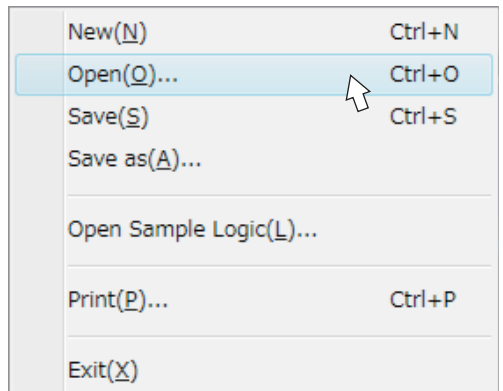 New(N) Ctrl+N
Open(O)... Ctrl+O
Save(S) Ctrl+S
Save as(A)...
Open Sample Logic(L)...
Print(P)... Ctrl+P
Exit(X)